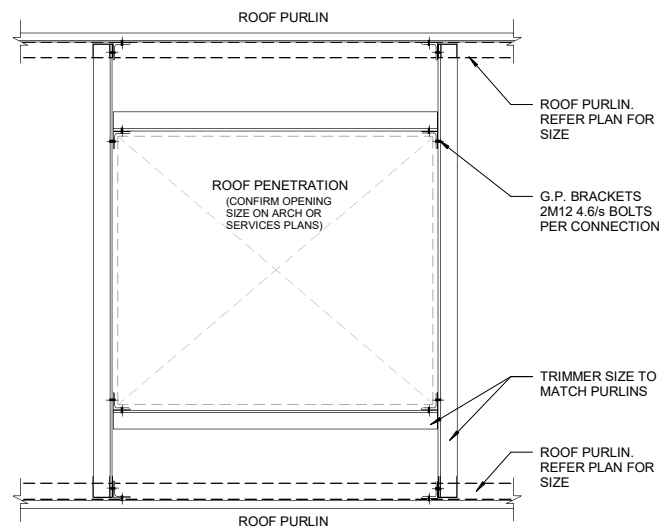 ROOF PURLIN
ROOF PURLIN.
REFER PLAN FOR
SIZE
ROOF PENETRATION
(CONFIRM OPENING
SIZE ON ARCH OR
SERVICES PLANS)
G.P. BRACKETS
2M12 4.6/s BOLTS
PER CONNECTION
TRIMMER SIZE TO
MATCH PURLINS
ROOF PURLIN.
REFER PLAN FOR
SIZE
ROOF PURLIN